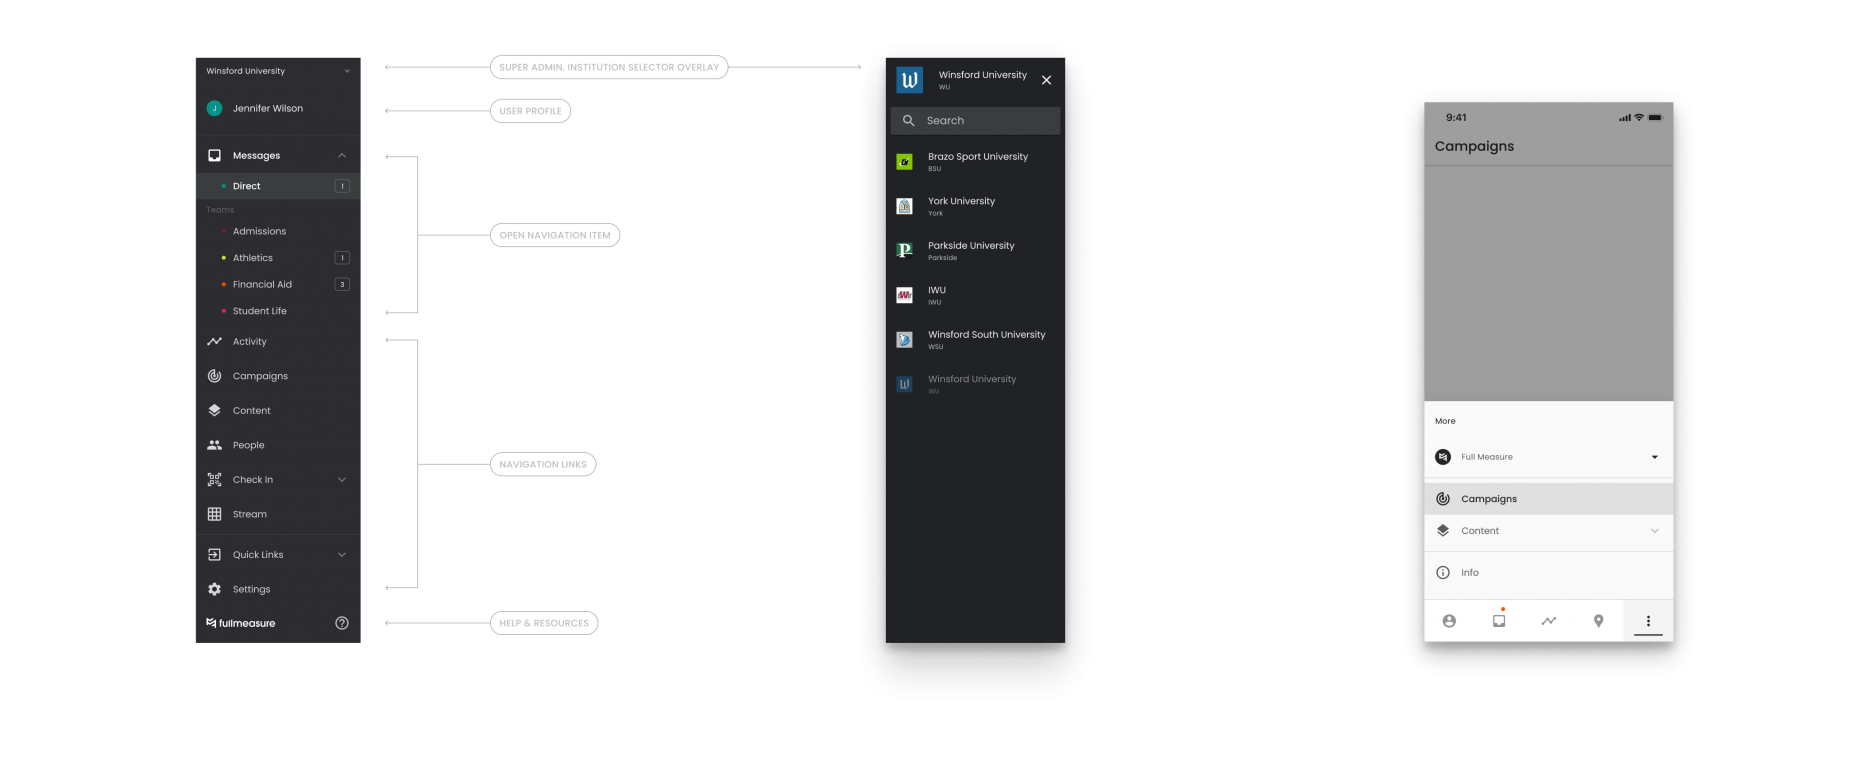 Winsford University
J
Jennifer Wilson
Messages
Direct
1
Teams
Admissions
Athletics
1
Financial Aid
3
Student Life
Activity
Campaigns
Content
People
Check In
Stream
Quick Links
Settings
fullmeasure
SUPER ADMIN. INSTITUTION SELECTOR OVERLAY
USER PROFILE
OPEN NAVIGATION ITEM
NAVIGATION LINKS
HELP & RESOURCES
W
Winsford University
WU
Search
Brazo Sport University
BSU
York University
York
P
Parkside University
Parkside
IWU
IWU
IWU
Winsford South University
WSU
W
Winsford University
WU
9:41
Campaigns
More
Full Measure
Campaigns
Content
Info